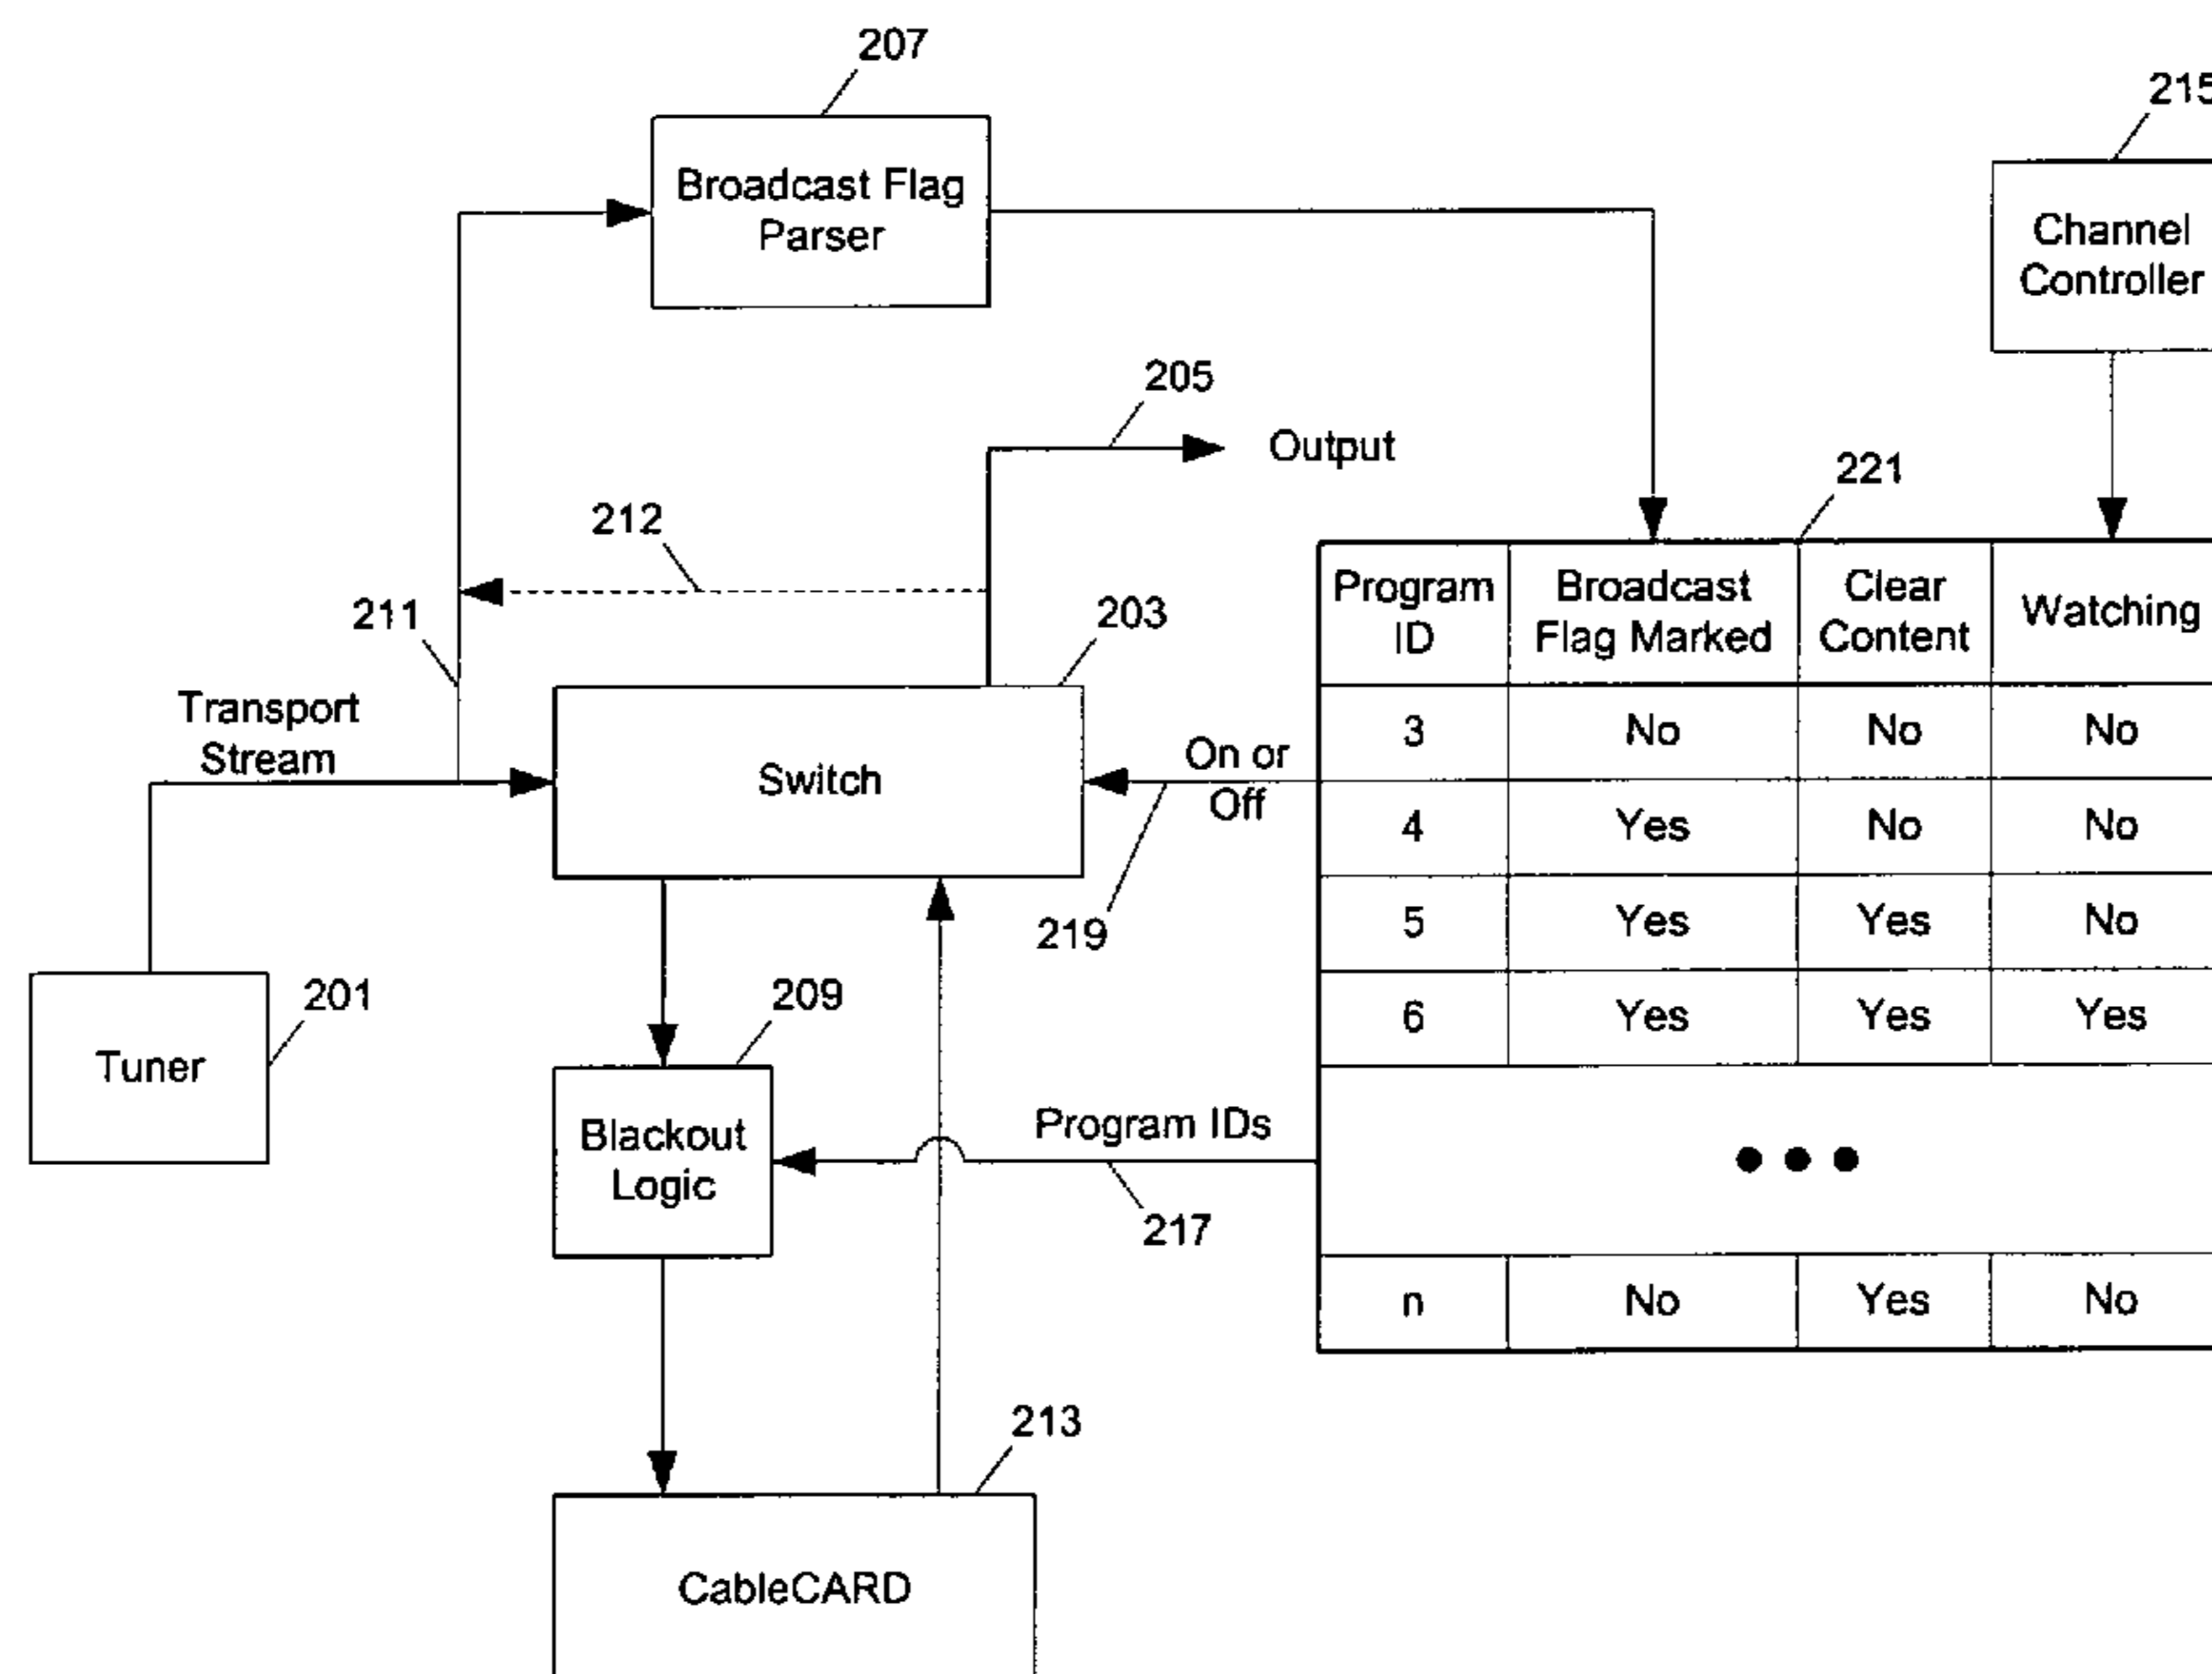 207
215
Broadcast Flag
Parser
Channel
Controller
205
Output
221
212
211
203
Transport
Stream
Switch
On or
Off
219
Program
ID
Broadcast
Flag Marked
Clear
Content
Watching
3 No No No
4 Yes No No
5 Yes Yes No
6 Yes Yes Yes
n No Yes No
201
Tuner
209
Blackout
Logic
Program IDs
217
213
CableCARD